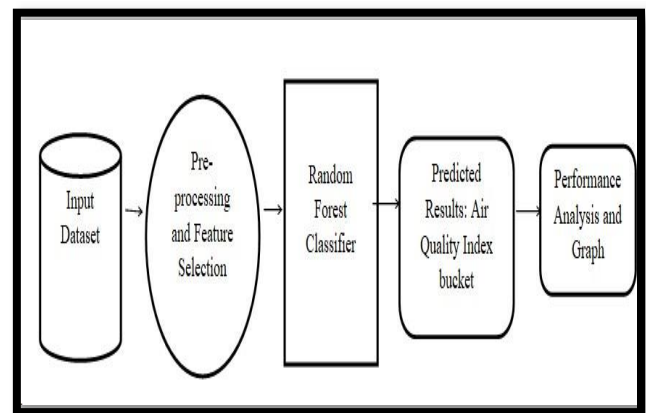 Input
Dataset
Pre-
processing
and Feature
Selection
Random
Forest
Classifier
Predicted
Results: Air
Quality Index
bucket
Performance
Analysis and
Graph